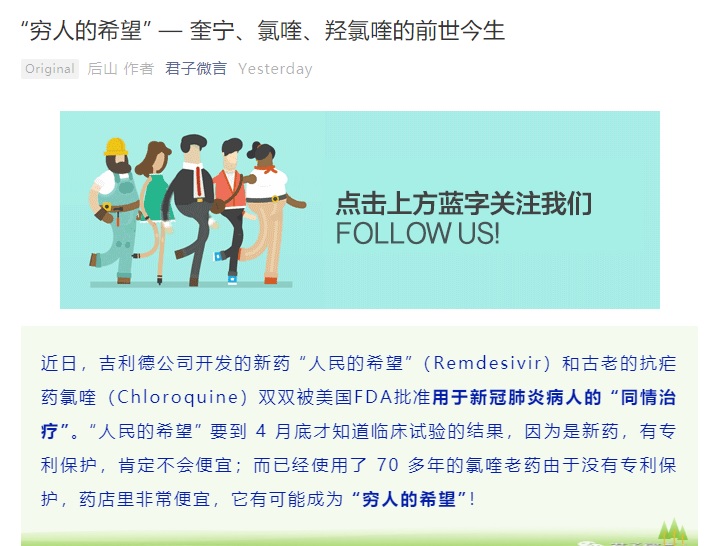 “穷人的希望” — 奎宁、氯喹、羟氯喹的前世今生
Original 后山 作者 君子微言 Yesterday
点击上方蓝字关注我们
FOLLOW US!
近日，吉利德公司开发的新药“人民的希望”（Remdesivir）和古老的抗疟
药氯喹（Chloroquine）双双被美国FDA批准用于新冠肺炎病人的“同情治
疗”。“人民的希望”要到 4 月底才知道临床试验的结果，因为是新药，有专
利保护，肯定不会便宜；而已经使用了 70 多年的氯喹老药由于没有专利保
护，药店里非常便宜，它有可能成为“穷人的希望”！